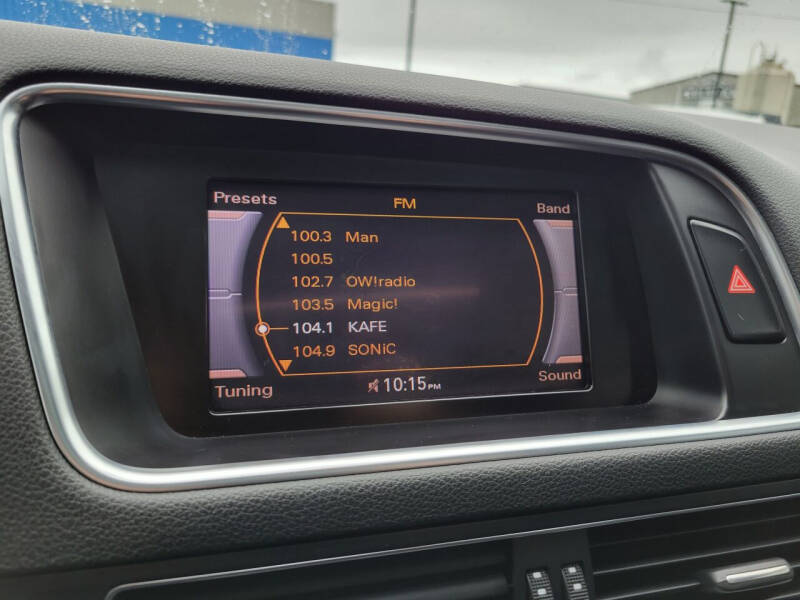 Presets FM Band
100.3 Man
100.5
102.7 OW!radio
103.5 Magic!
104.1 KAFE
104.9 SONiC
Tuning 10:15PM Sound